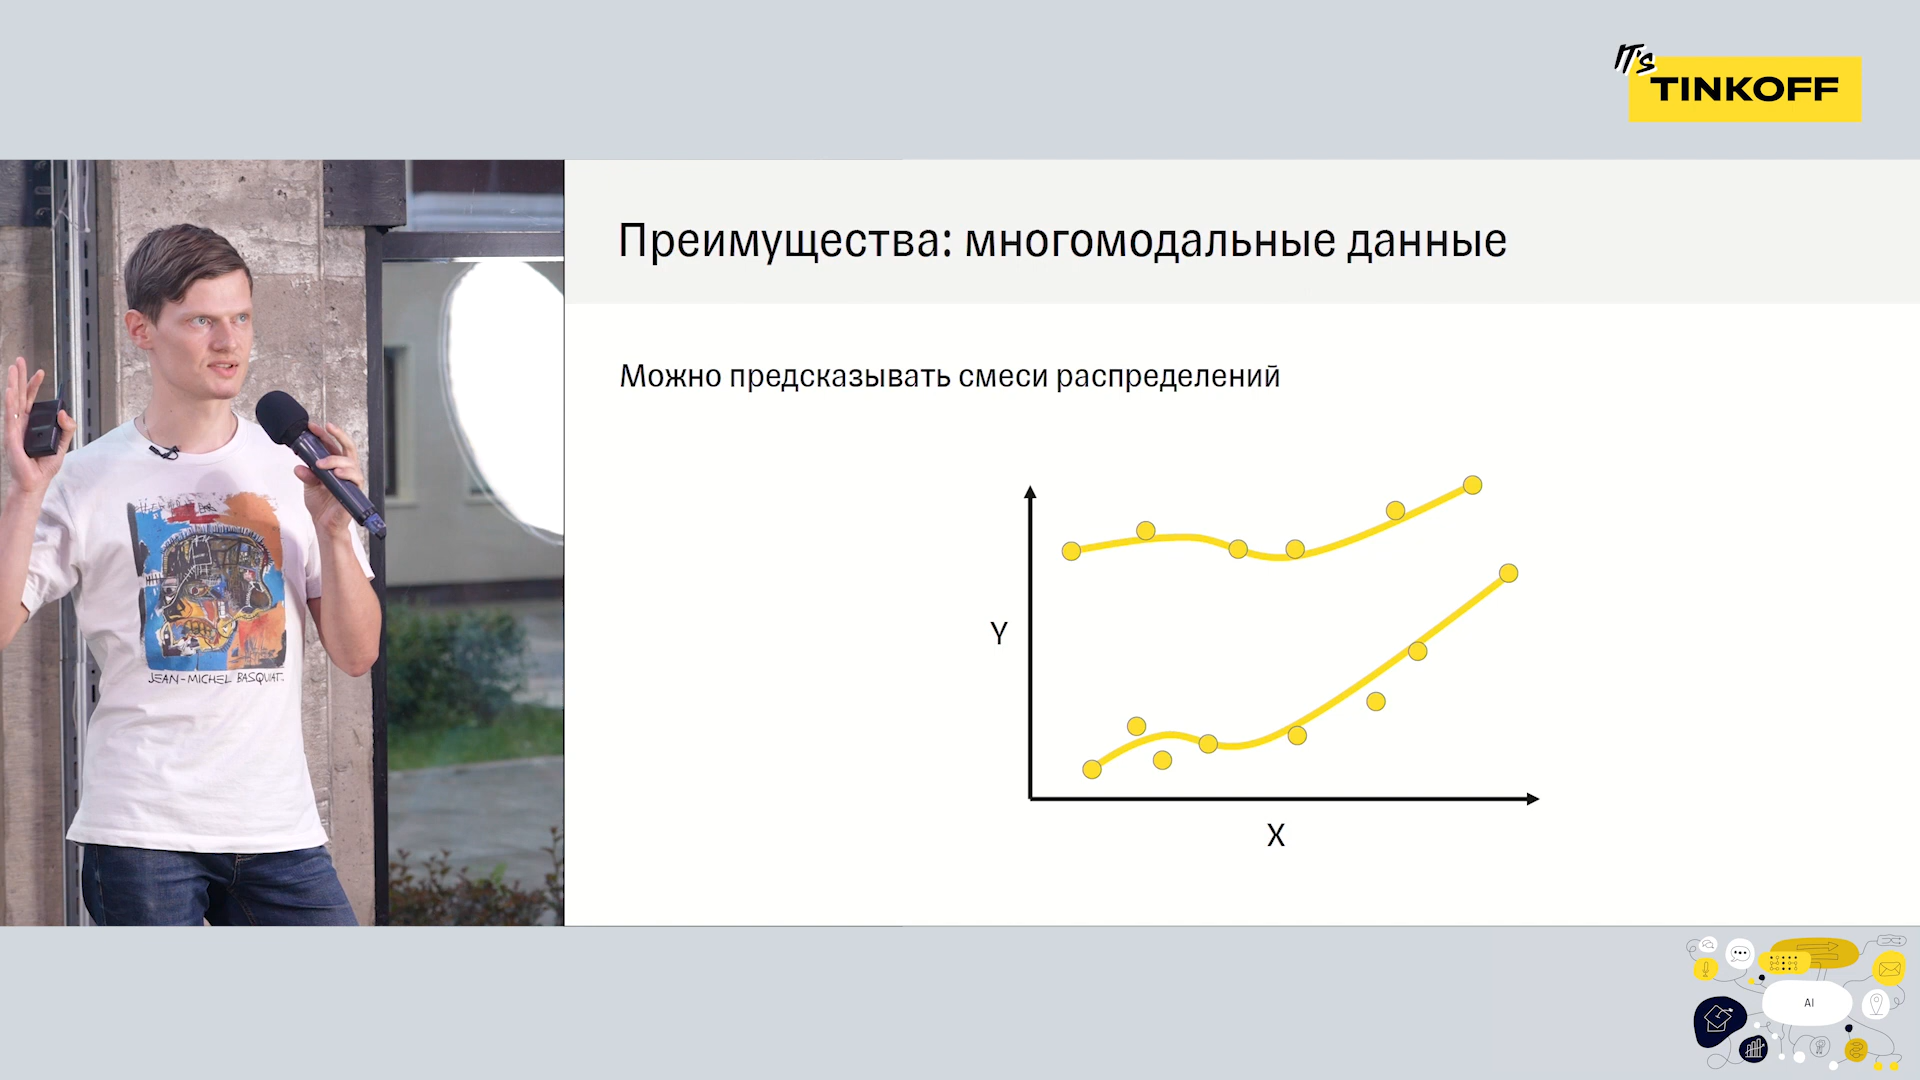 IT's
TINKOFF
Преимущества: многомодальные данные
Можно предсказывать смеси распределений
Y
X
JEAN-MICHEL BASQUIAT.
AI